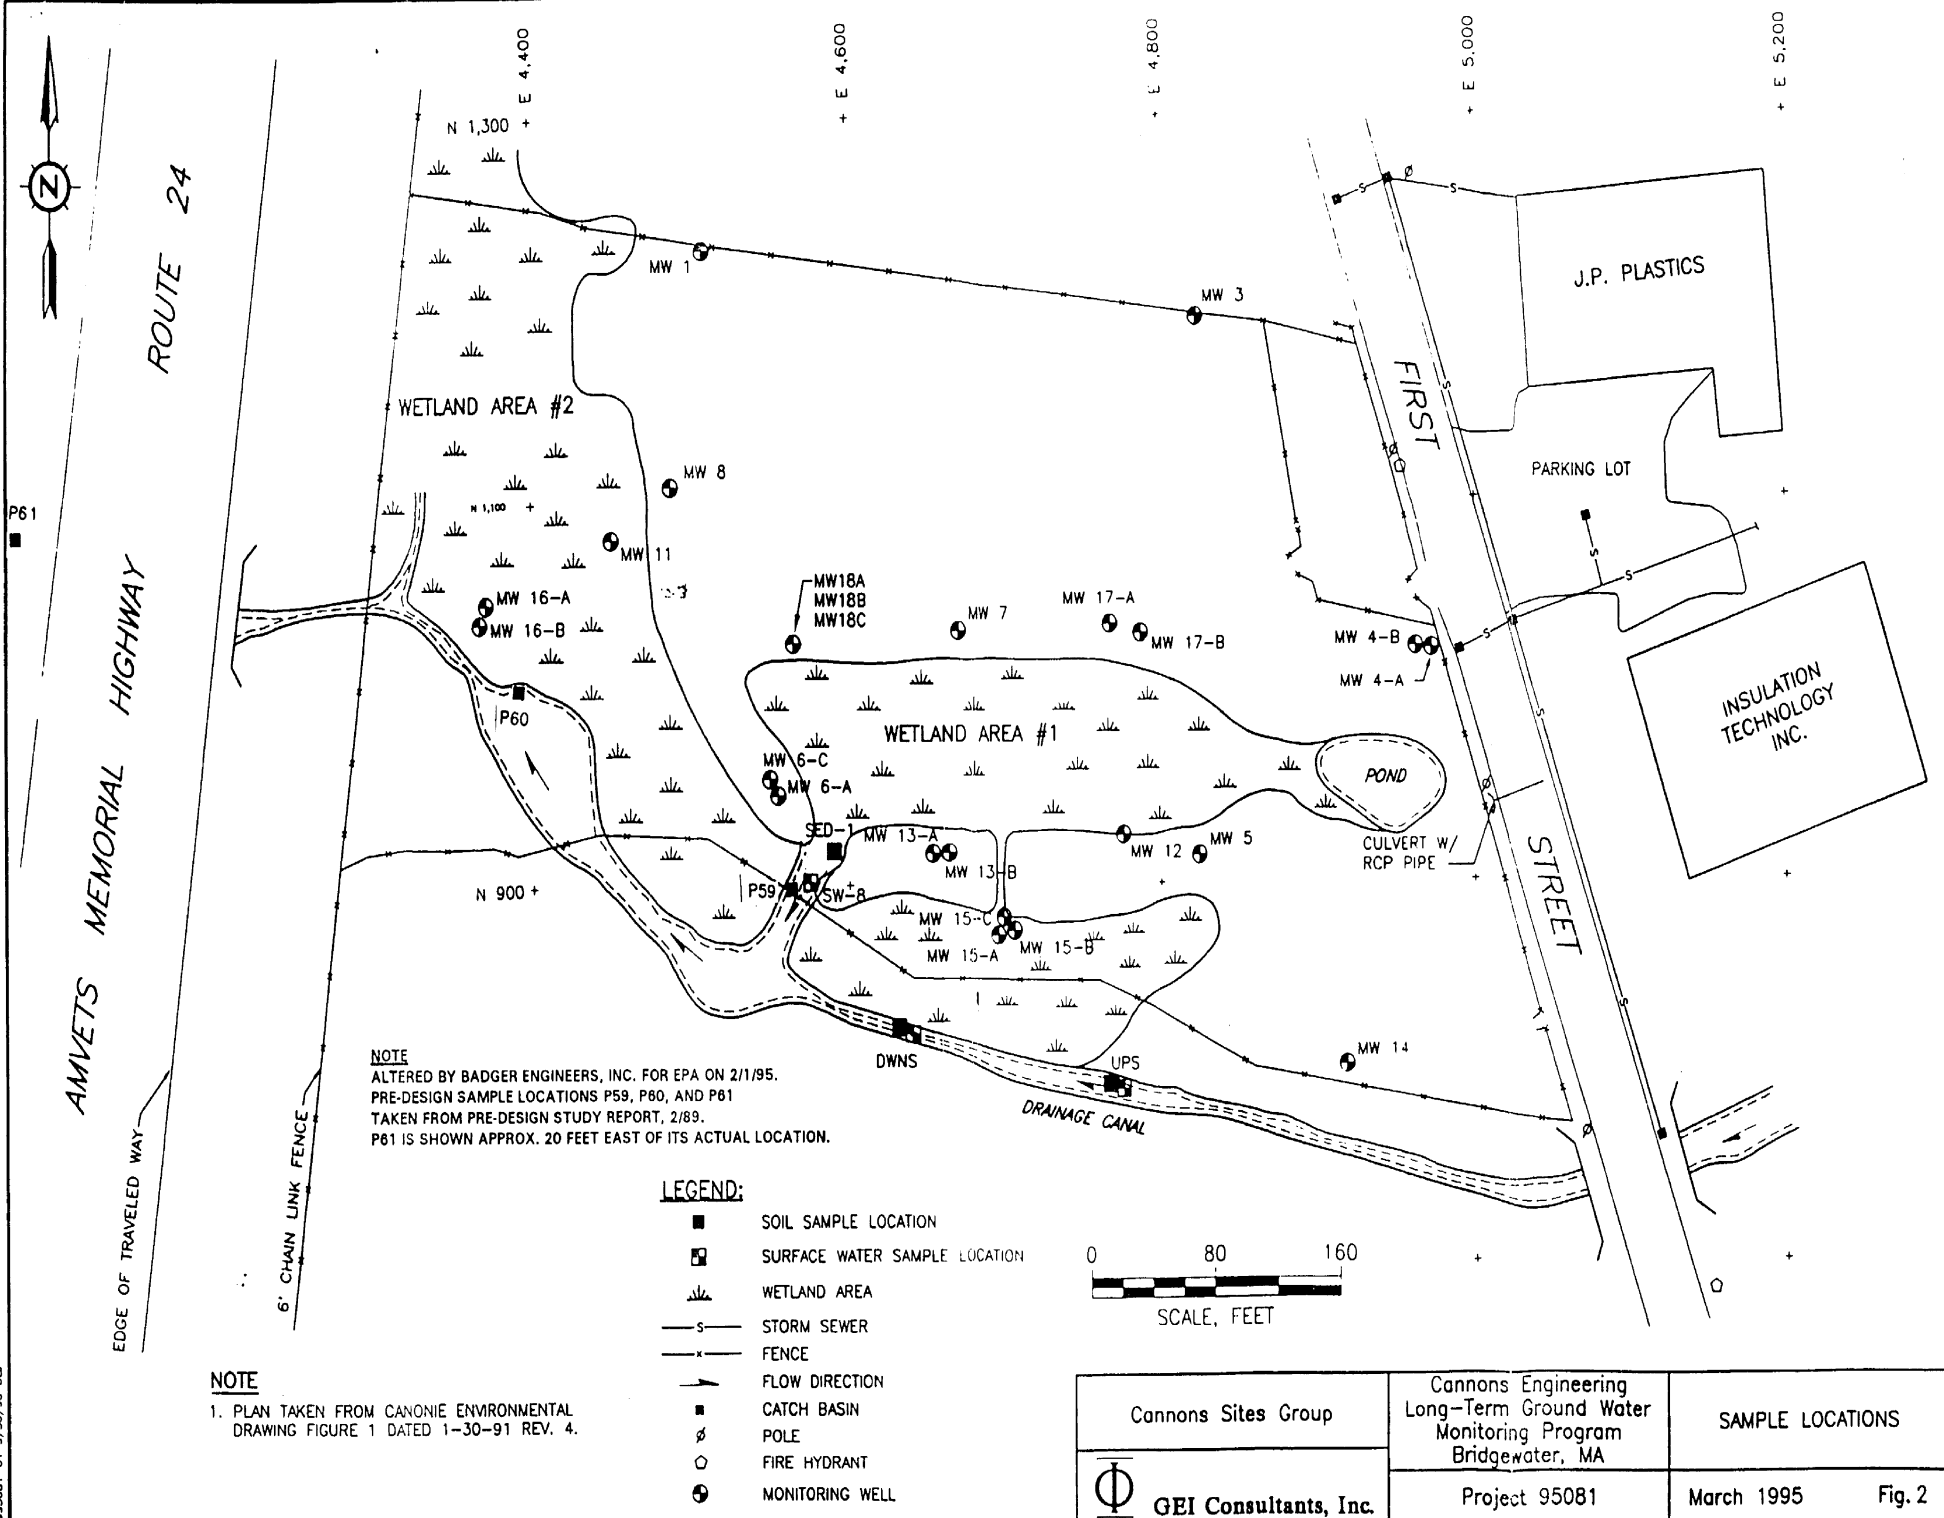 E 4,400
E 4,600
E 4,800
E 5,000
E 5,200
N 1,300
N
ROUTE 24
AMVETS MEMORIAL HIGHWAY
MW 1
MW 3
J.P. PLASTICS
FIRST
WETLAND AREA #2
PARKING LOT
MW 8
N 1,100
P61
MW 11
MW 16-A
MW 16-B
MW18A
MW18B
MW18C
MW 7
MW 17-A
MW 17-B
MW 4-B
MW 4-A
INSULATION
TECHNOLOGY
INC.
P60
WETLAND AREA #1
POND
MW 6-C
MW 6-A
SED-1
MW 13-A
MW 13-B
MW 12
MW 5
CULVERT W/
RCP PIPE
STREET
N 900
P59
SW-8
MW 15-C
MW 15-A
MW 15-B
MW 14
DWNS
UPS
DRAINAGE CANAL
NOTE
ALTERED BY BADGER ENGINEERS, INC. FOR EPA ON 2/1/95.
PRE-DESIGN SAMPLE LOCATIONS P59, P60, AND P61
TAKEN FROM PRE-DESIGN STUDY REPORT, 2/89.
P61 IS SHOWN APPROX. 20 FEET EAST OF ITS ACTUAL LOCATION.
EDGE OF TRAVELED WAY
6' CHAIN LINK FENCE
LEGEND:
SOIL SAMPLE LOCATION
SURFACE WATER SAMPLE LOCATION
WETLAND AREA
S STORM SEWER
x FENCE
FLOW DIRECTION
CATCH BASIN
POLE
FIRE HYDRANT
MONITORING WELL
0 80 160
SCALE, FEET
NOTE
1. PLAN TAKEN FROM CANONIE ENVIRONMENTAL
DRAWING FIGURE 1 DATED 1-30-91 REV. 4.
Cannons Sites Group
GEI Consultants, Inc.
Cannons Engineering
Long-Term Ground Water
Monitoring Program
Bridgewater, MA
Project 95081
SAMPLE LOCATIONS
March 1995 Fig. 2